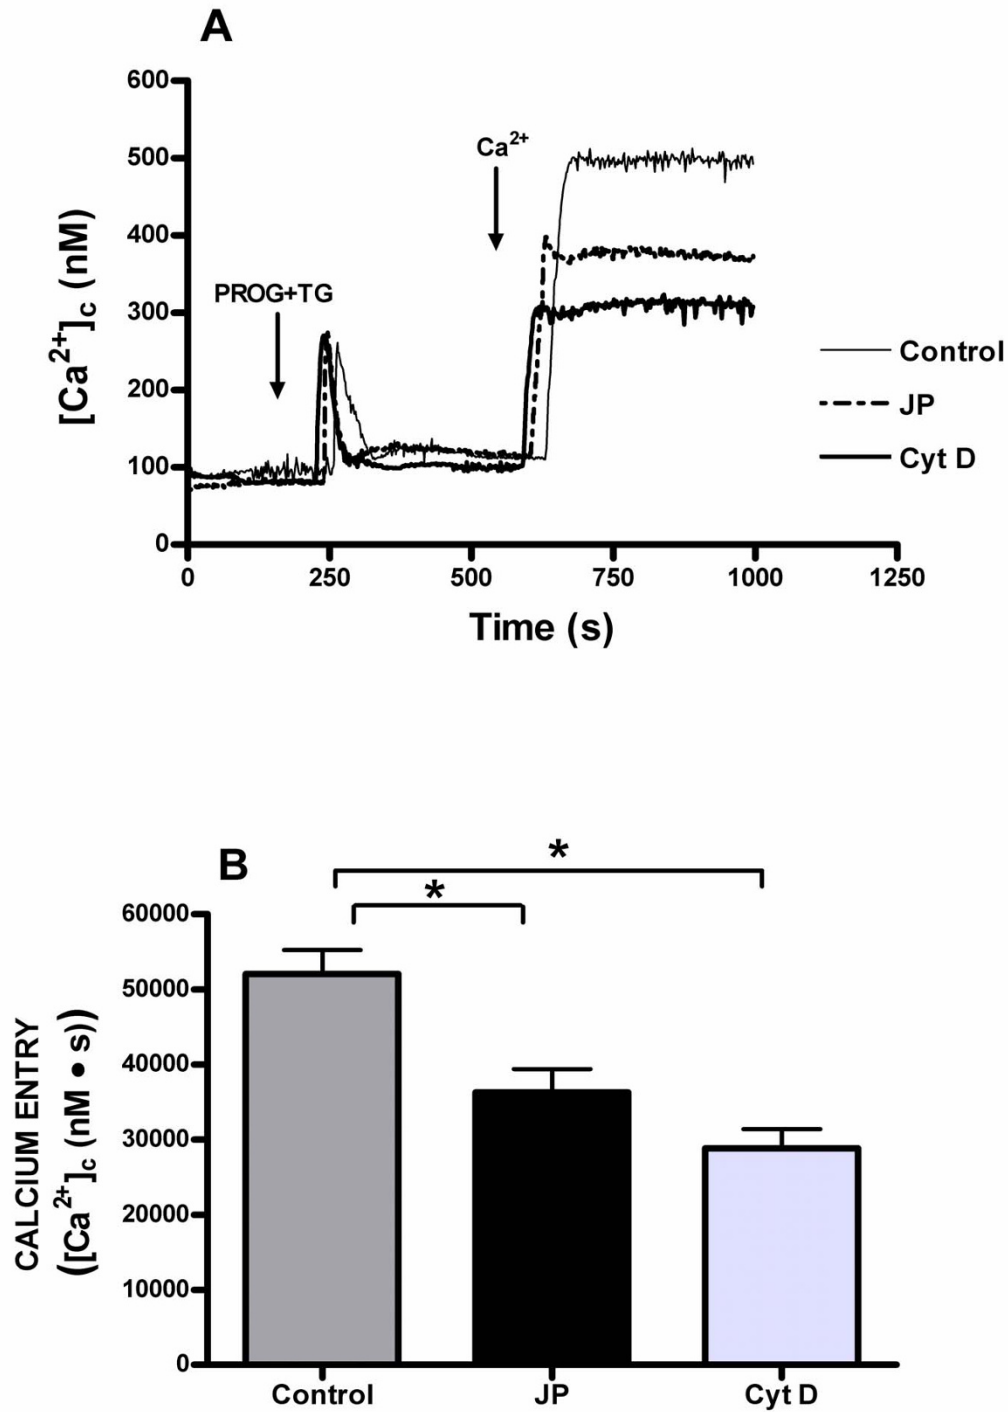 A
600
500
400
300
200
100
0
[Ca²⁺]c (nM)
PROG+TG
Ca²⁺
Control
JP
Cyt D
0 250 500 750 1000 1250
Time (s)
B
*
*
60000
50000
40000
30000
20000
10000
0
CALCIUM ENTRY
([Ca²⁺]c (nM • s))
Control JP Cyt D